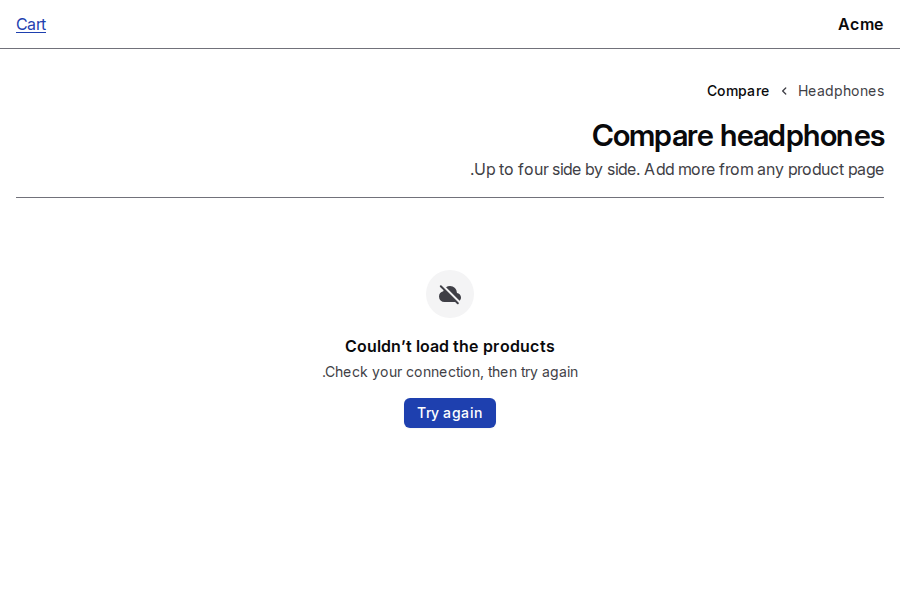 Acme
Cart
Headphones › Compare
Compare headphones
Up to four side by side. Add more from any product page.
Couldn’t load the products
Check your connection, then try again.
Try again